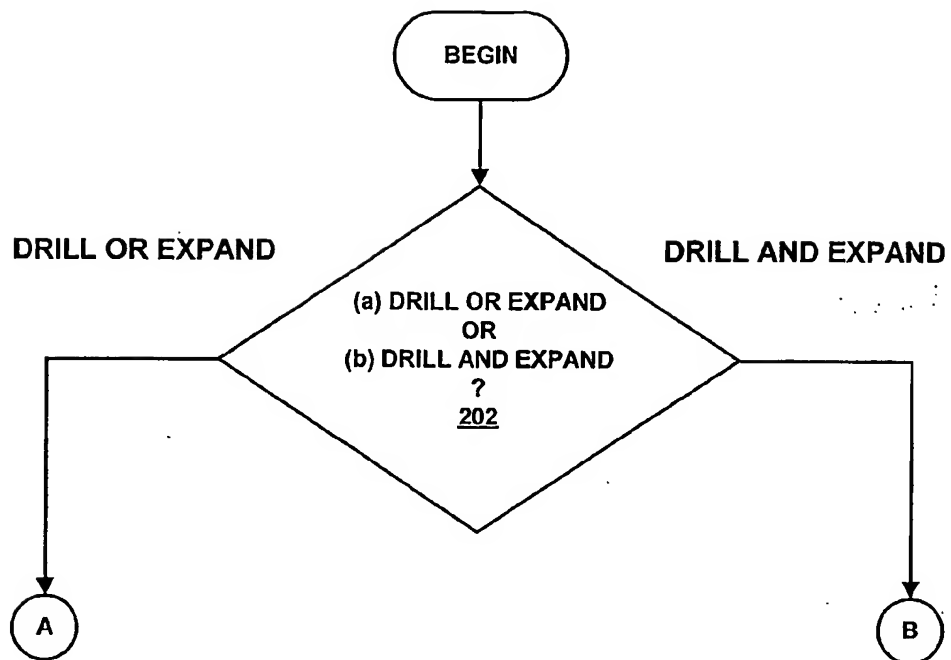 BEGIN
DRILL OR EXPAND
DRILL AND EXPAND
(a) DRILL OR EXPAND
OR
(b) DRILL AND EXPAND
?
202
A
B